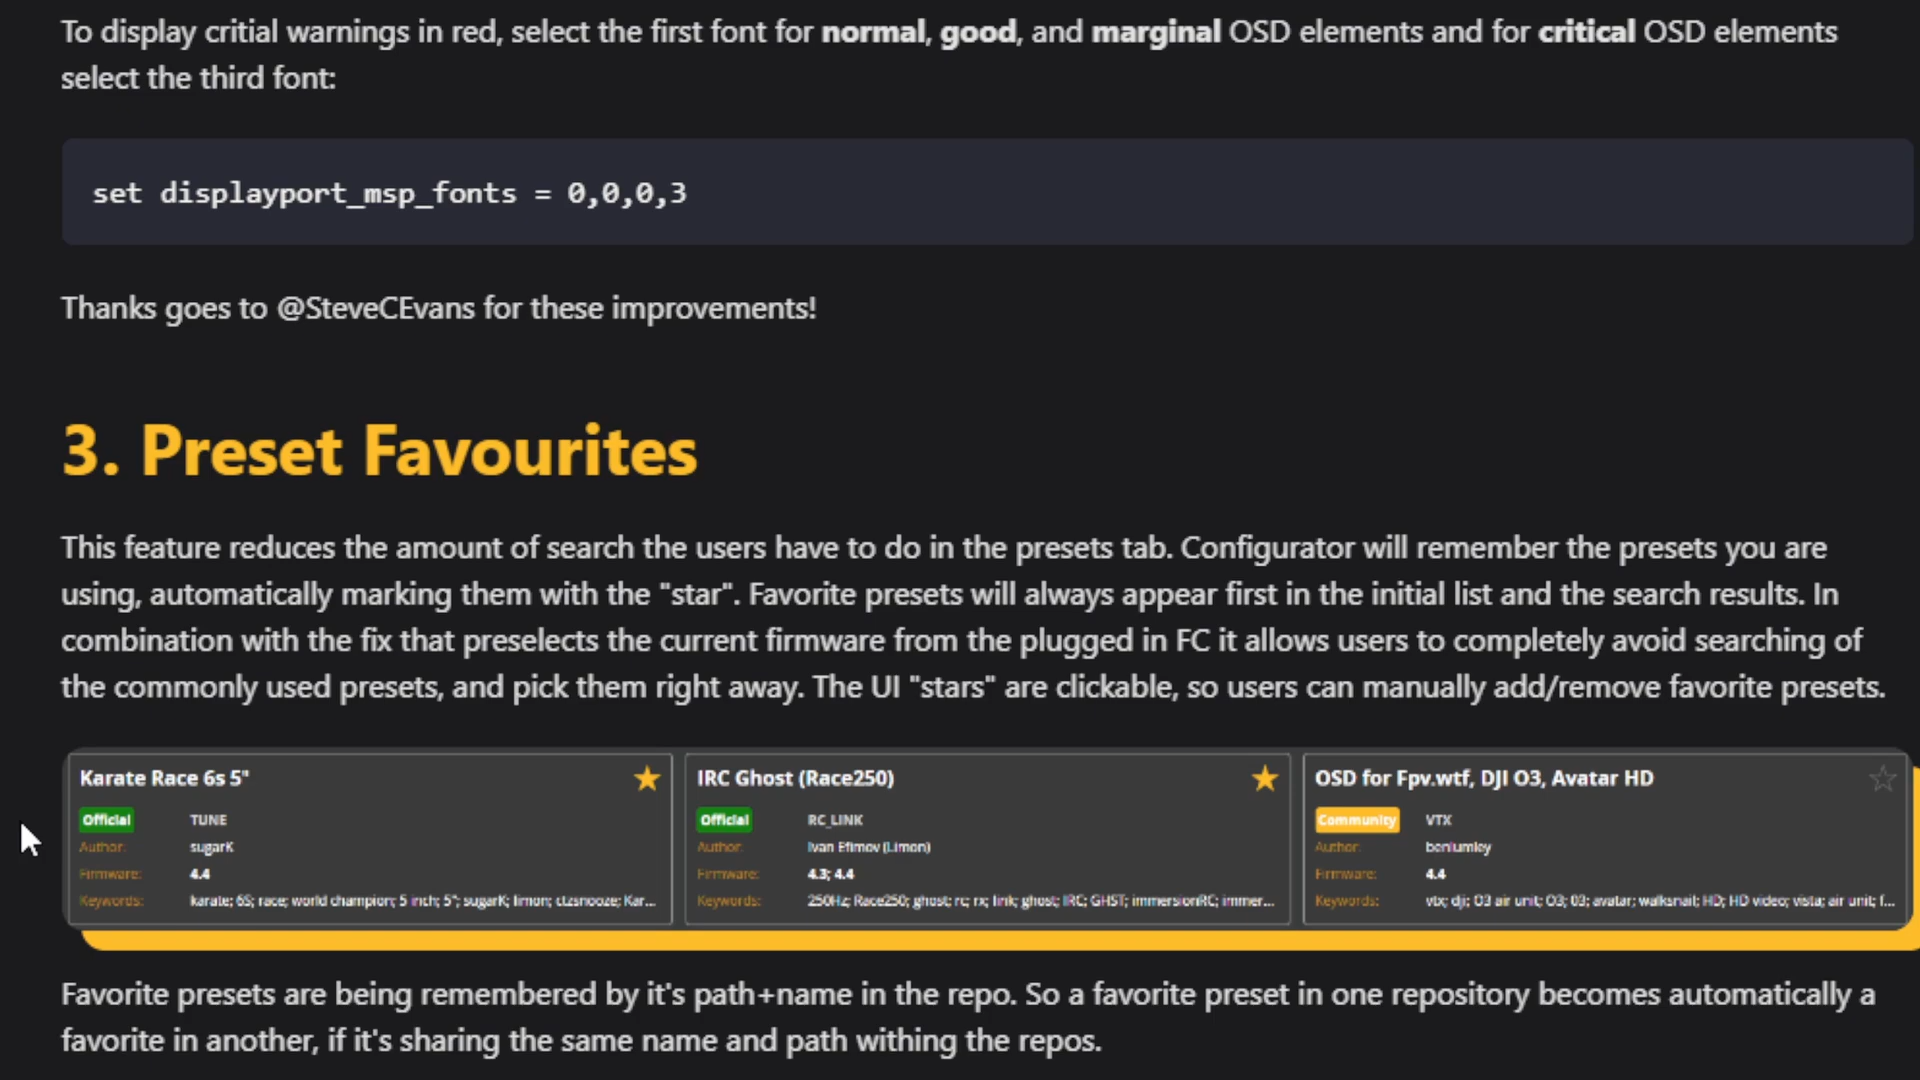 To display critial warnings in red, select the first font for normal, good, and marginal OSD elements and for critical OSD elements
select the third font:
set displayport_msp_fonts = 0,0,0,3
Thanks goes to @SteveCEvans for these improvements!
3. Preset Favourites
This feature reduces the amount of search the users have to do in the presets tab. Configurator will remember the presets you are
using, automatically marking them with the "star". Favorite presets will always appear first in the initial list and the search results. In
combination with the fix that preselects the current firmware from the plugged in FC it allows users to completely avoid searching of
the commonly used presets, and pick them right away. The UI "stars" are clickable, so users can manually add/remove favorite presets.
Karate Race 6s 5"
Official TUNE
Author: sugarK
Firmware: 4.4
Keywords: karate; 6S; race; world champion; 5 inch; 5"; sugarK; limon; ctzsnooze; Kar...
IRC Ghost (Race250)
Official RC_LINK
Author: Ivan Efimov (Limon)
Firmware: 4.3; 4.4
Keywords: 250Hz; Race250; ghost; rc; rx; link; ghost; IRC; GHST; immersionRC; immer...
OSD for Fpv.wtf, DJI O3, Avatar HD
Community VTX
Author: benlumley
Firmware: 4.4
Keywords: vtx; dji; O3 air unit; O3; 03; avatar; walksnail; HD; HD video; vista; air unit; f...
Favorite presets are being remembered by it's path+name in the repo. So a favorite preset in one repository becomes automatically a
favorite in another, if it's sharing the same name and path withing the repos.